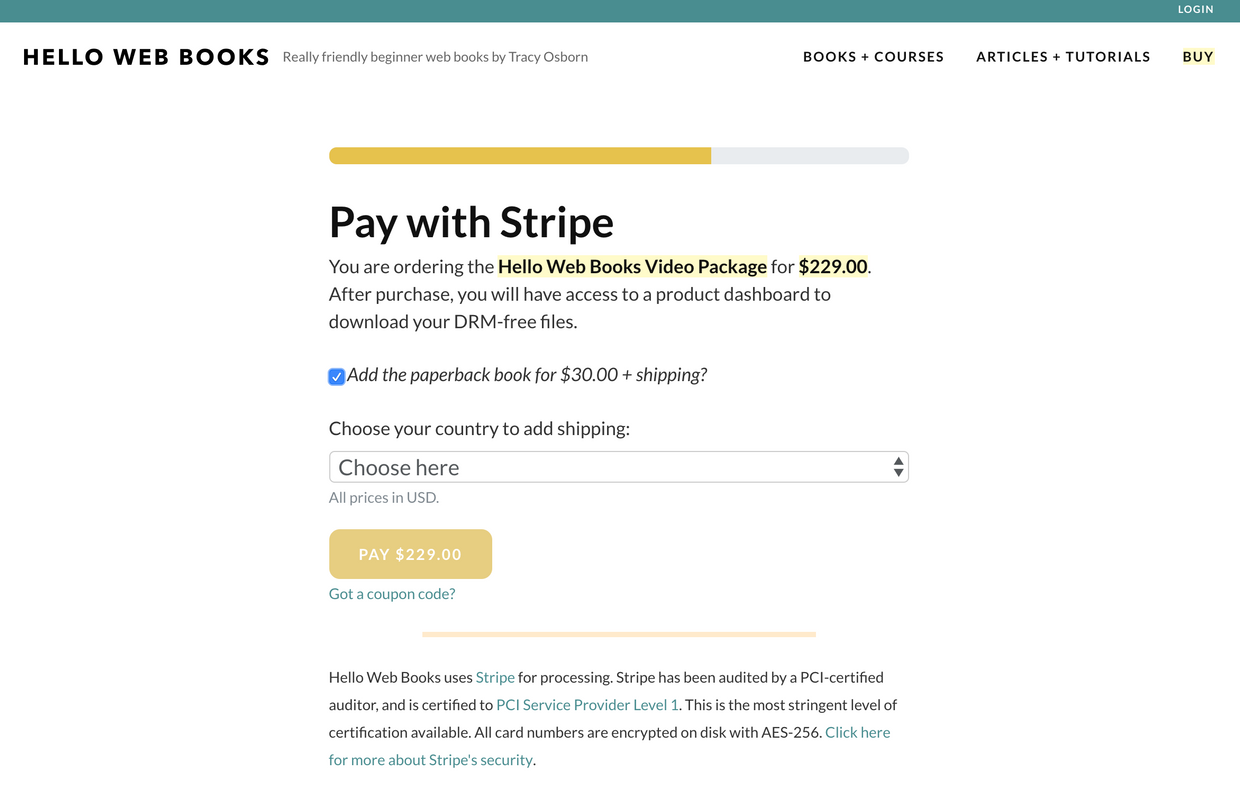 LOGIN
HELLO WEB BOOKS Really friendly beginner web books by Tracy Osborn BOOKS + COURSES ARTICLES + TUTORIALS BUY
Pay with Stripe
You are ordering the Hello Web Books Video Package for $229.00.
After purchase, you will have access to a product dashboard to
download your DRM-free files.
Add the paperback book for $30.00 + shipping?
Choose your country to add shipping:
Choose here
All prices in USD.
PAY $229.00
Got a coupon code?
Hello Web Books uses Stripe for processing. Stripe has been audited by a PCI-certified
auditor, and is certified to PCI Service Provider Level 1. This is the most stringent level of
certification available. All card numbers are encrypted on disk with AES-256. Click here
for more about Stripe's security.